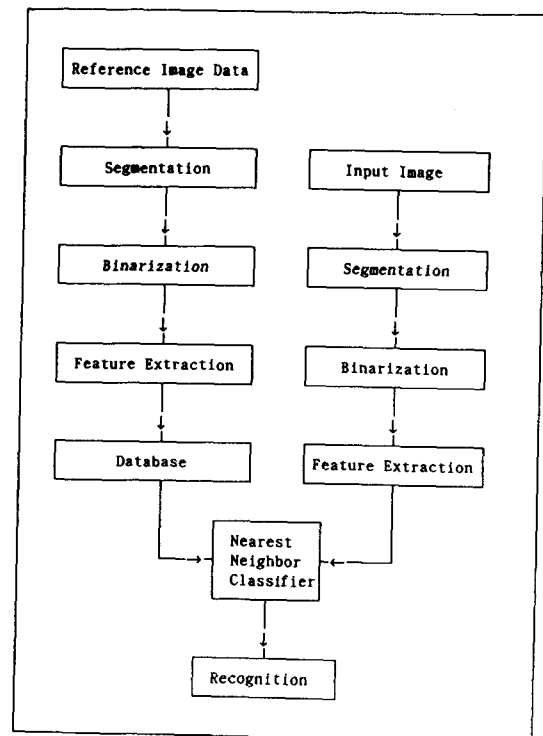 Reference Image Data
Segmentation
Binarization
Feature Extraction
Database
Input Image
Segmentation
Binarization
Feature Extraction
Nearest
Neighbor
Classifier
Recognition